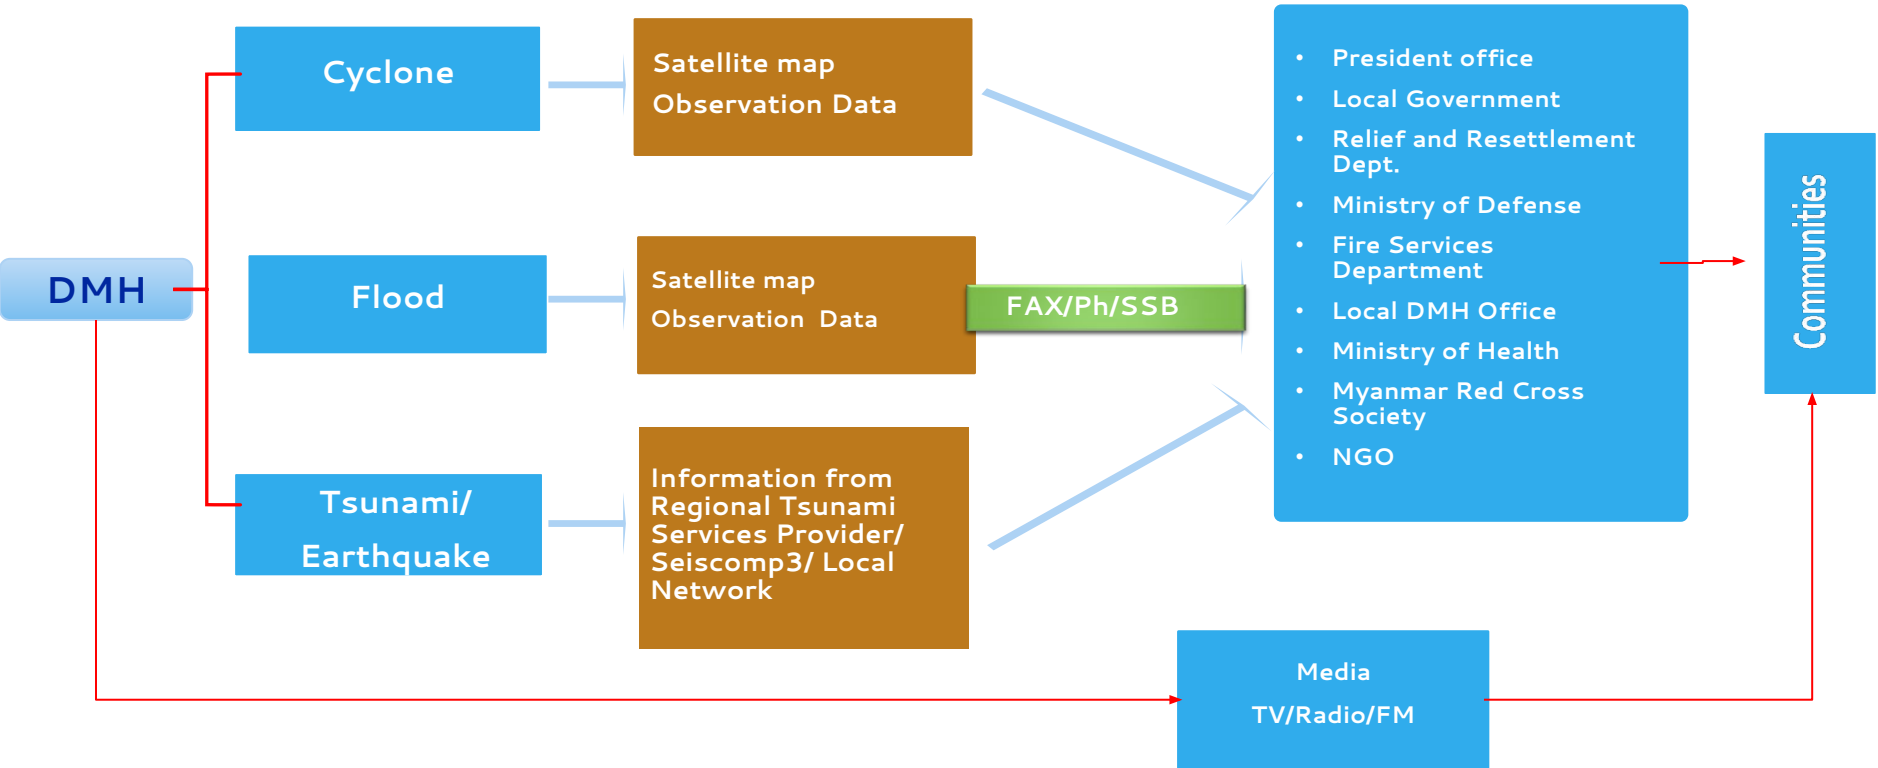 DMH
Cyclone
Satellite map
Observation Data
Flood
Satellite map
Observation  Data
FAX/Ph/SSB
Tsunami/
Earthquake
Information from
Regional Tsunami
Services Provider/
Seiscomp3/ Local
Network
• President office
• Local Government
• Relief and Resettlement
Dept.
• Ministry of Defense
• Fire Services
Department
• Local DMH Office
• Ministry of Health
• Myanmar Red Cross
Society
• NGO
Communities
Media
TV/Radio/FM